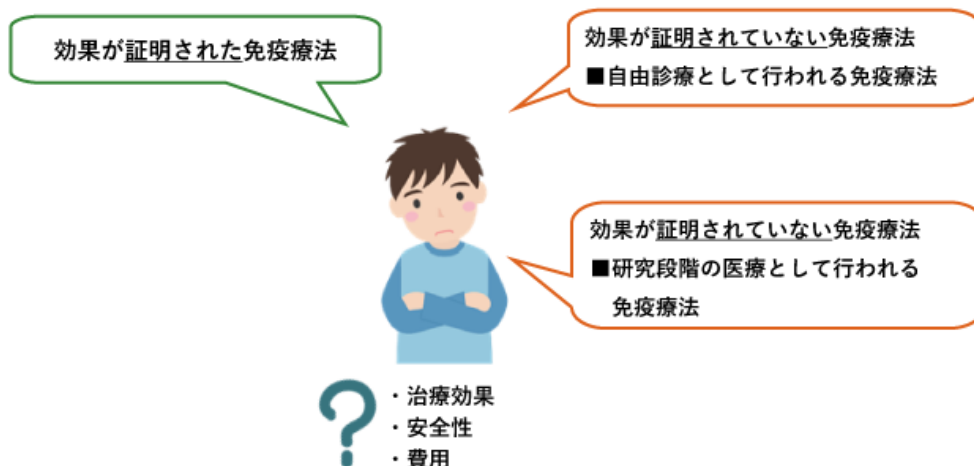 効果が証明された免疫療法
効果が証明されていない免疫療法
■自由診療として行われる免疫療法
効果が証明されていない免疫療法
■研究段階の医療として行われる
免疫療法
?
・治療効果
・安全性
・費用